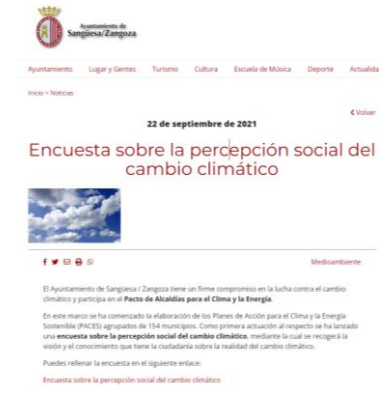 Ayuntamiento de
Sangüesa/Zangoza
Ayuntamiento Lugar y Gentes Turismo Cultura Escuela de Música Deporte Actualida
Inicio > Noticias
Volver
22 de septiembre de 2021
Encuesta sobre la percepción social del
cambio climático
Medioambiente
El Ayuntamiento de Sangüesa / Zangoza tiene un firme compromiso en la lucha contra el cambio
climático y participa en el Pacto de Alcaldías para el Clima y la Energía.
En este marco se ha comenzado la elaboración de los Planes de Acción para el Clima y la Energía
Sostenible (PACES) agrupados de 154 municipios. Como primera actuación al respecto se ha lanzado
una encuesta sobre la percepción social del cambio climático, mediante la cual se recogerá la
visión y el conocimiento que tiene la ciudadanía sobre la realidad del cambio climático.
Puedes rellenar la encuesta en el siguiente enlace:
Encuesta sobre la percepción social del cambio climático